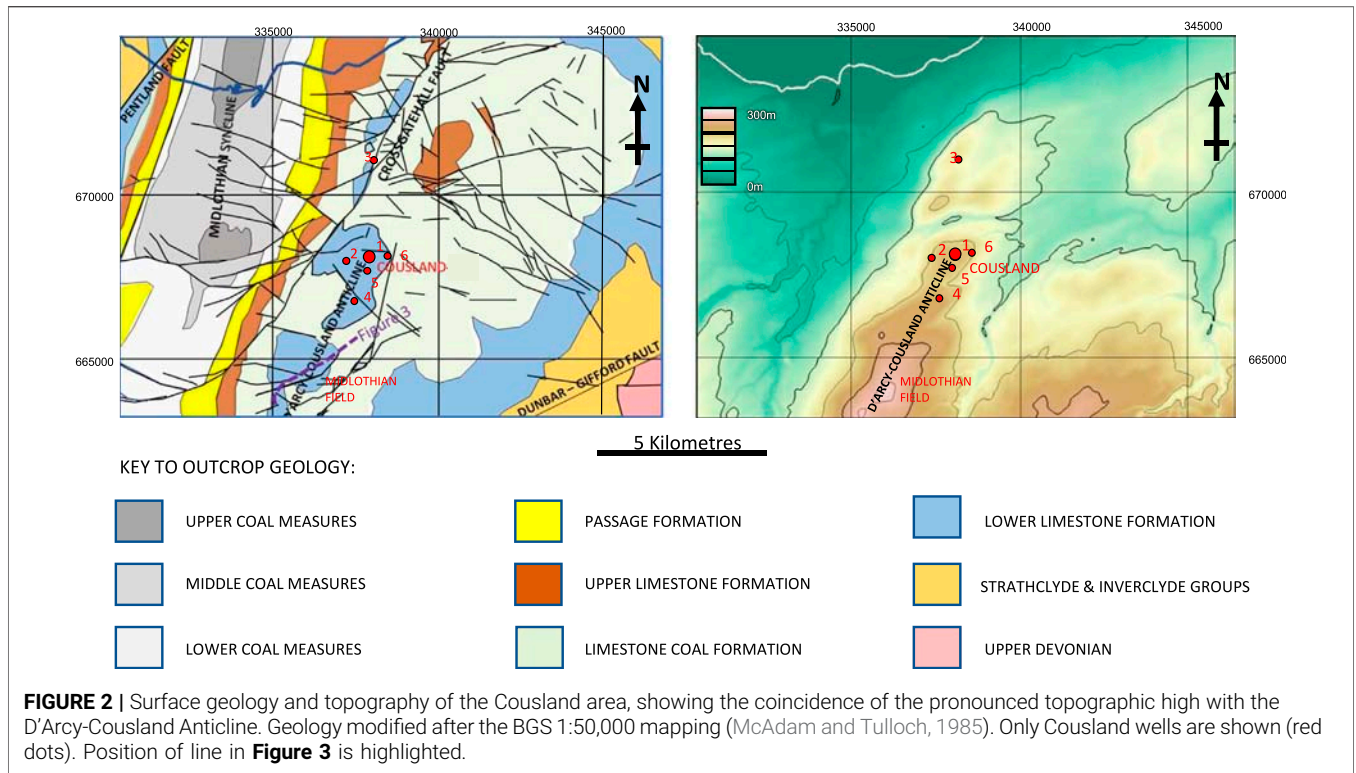 335000
340000
345000
PENTLAND FAULT
MIDLOTHIAN SYNCLINE
CROSSGATEHALL FAULT
N
3
670000
2
1
6
COUSLAND
5
4
D'ARCY-COUSLAND ANTICLINE
Figure 3
665000
MIDLOTHIAN
FIELD
DUNBAR – GIFFORD FAULT
335000
340000
345000
300m
0m
N
3
670000
2
1
6
COUSLAND
5
4
D'ARCY-COUSLAND ANTICLINE
665000
MIDLOTHIAN
FIELD
5 Kilometres
KEY TO OUTCROP GEOLOGY:
UPPER COAL MEASURES
PASSAGE FORMATION
LOWER LIMESTONE FORMATION
MIDDLE COAL MEASURES
UPPER LIMESTONE FORMATION
STRATHCLYDE & INVERCLYDE GROUPS
LOWER COAL MEASURES
LIMESTONE COAL FORMATION
UPPER DEVONIAN
FIGURE 2 | Surface geology and topography of the Cousland area, showing the coincidence of the pronounced topographic high with the
D'Arcy-Cousland Anticline. Geology modified after the BGS 1:50,000 mapping (McAdam and Tulloch, 1985). Only Cousland wells are shown (red
dots). Position of line in Figure 3 is highlighted.